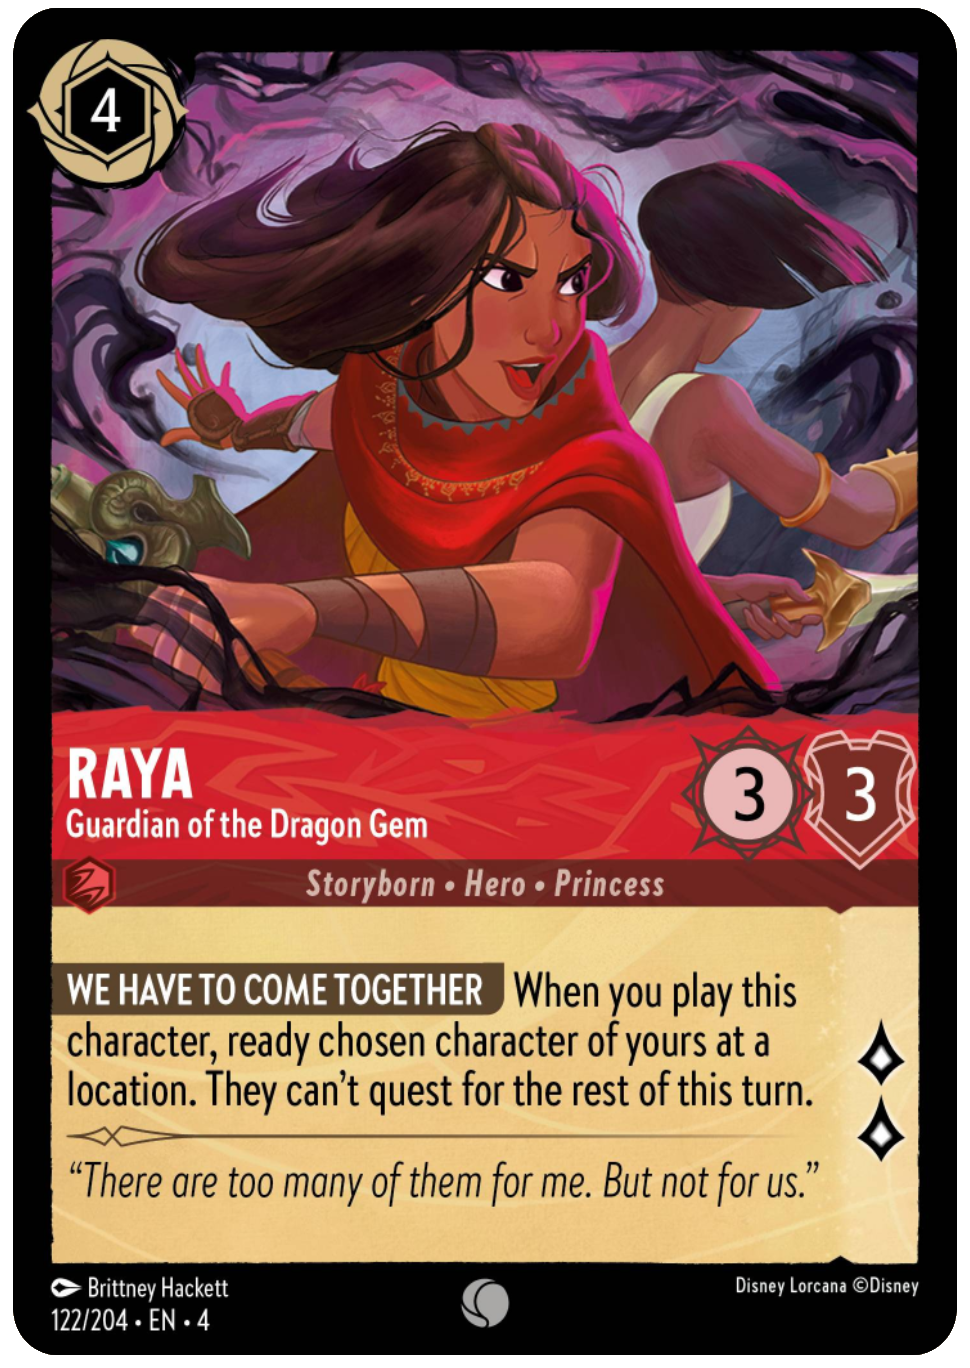 4
RAYA
Guardian of the Dragon Gem
3
3
Storyborn • Hero • Princess
WE HAVE TO COME TOGETHER When you play this
character, ready chosen character of yours at a
location. They can’t quest for the rest of this turn.
“There are too many of them for me. But not for us.”
Brittney Hackett
Disney Lorcana ©Disney
122/204 • EN • 4